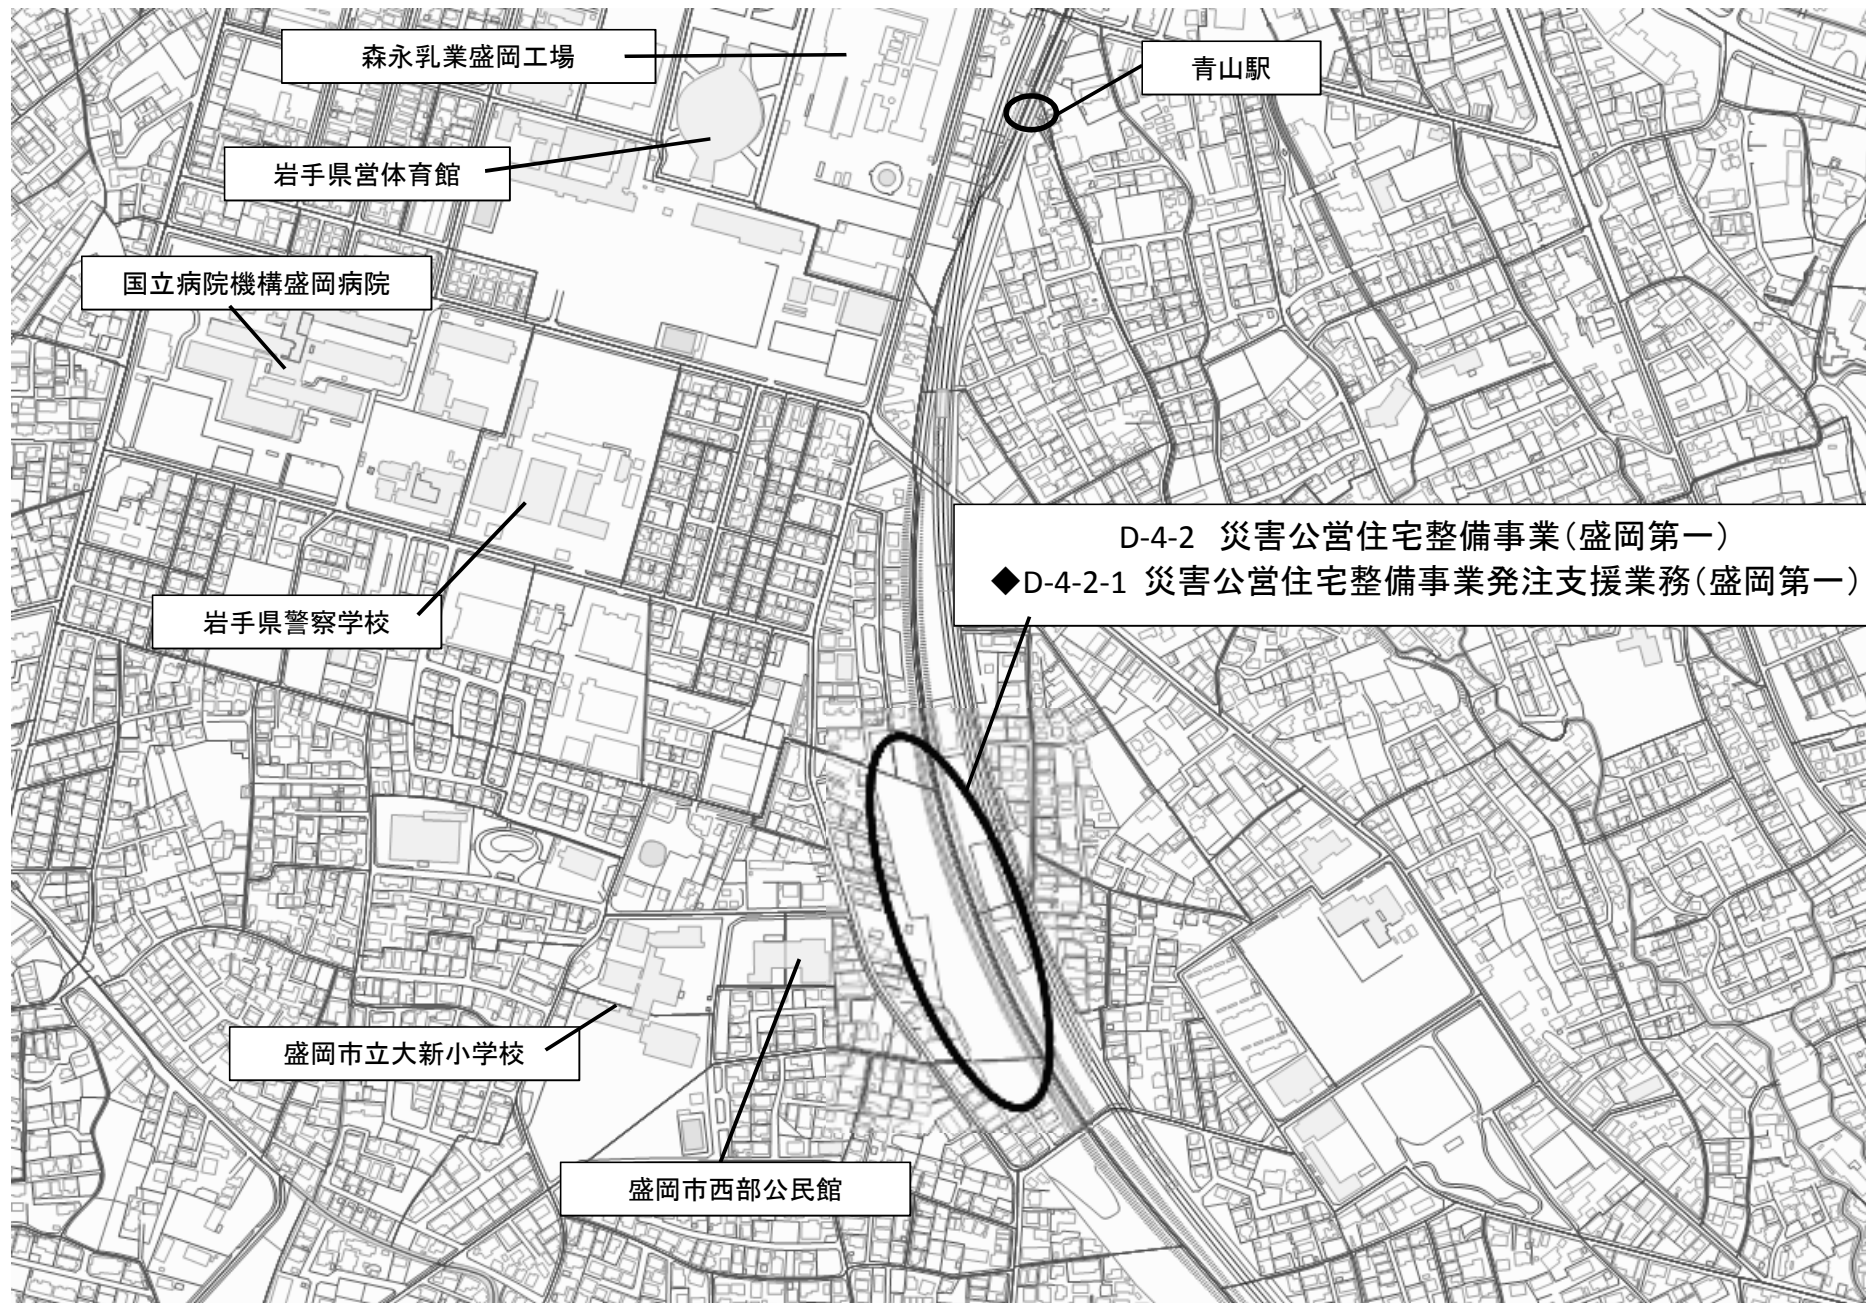 森永乳業盛岡工場
青山駅
岩手県営体育館
国立病院機構盛岡病院
D-4-2 災害公営住宅整備事業(盛岡第一)
◆D-4-2-1 災害公営住宅整備事業発注支援業務(盛岡第一)
岩手県警察学校
盛岡市立大新小学校
盛岡市西部公民館